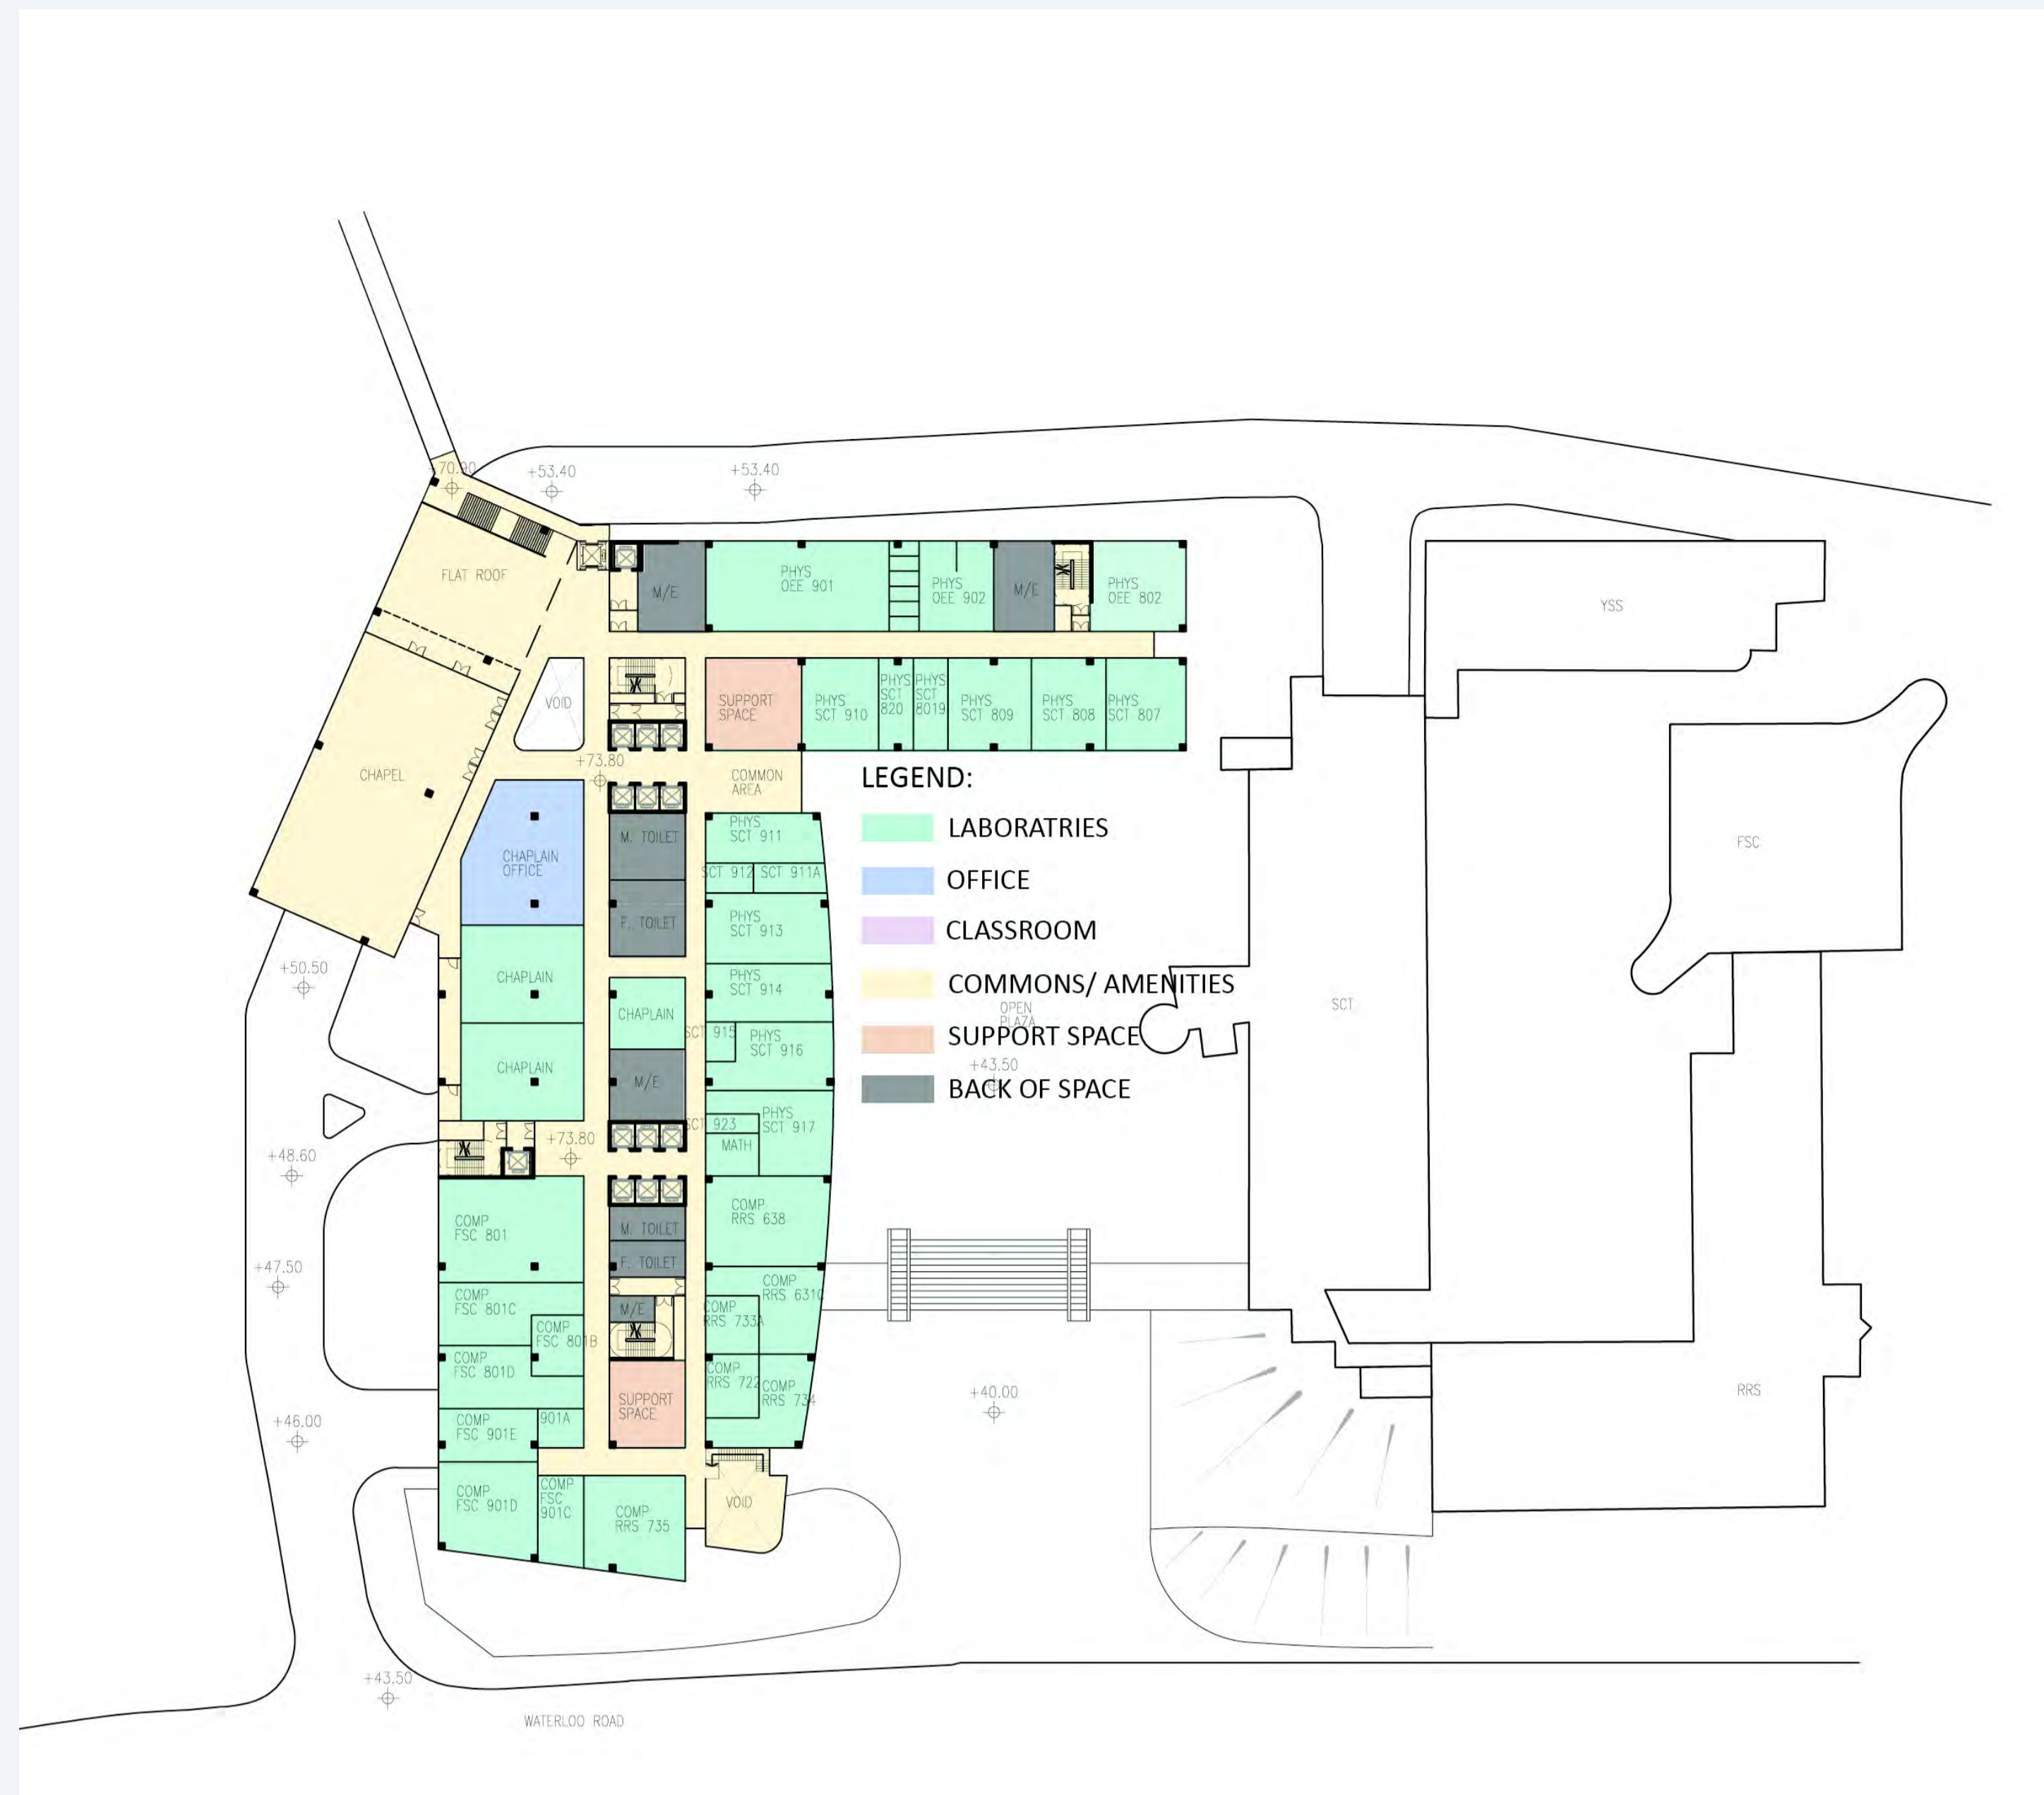 +70.90
+53.40
+53.40
FLAT ROOF
M/E
PHYS
OEE 901
PHYS
OEE 902
M/E
PHYS
OEE 802
YSS
VOID
SUPPORT
SPACE
PHYS
SCT 910
PHYS
SCT
820
PHYS
SCT
8019
PHYS
SCT 809
PHYS
SCT 808
PHYS
SCT 807
CHAPEL
+73.80
COMMON
AREA
LEGEND:
LABORATRIES
OFFICE
CLASSROOM
COMMONS/ AMENITIES
SUPPORT SPACE
BACK OF SPACE
CHAPLAIN
OFFICE
M. TOILET
F. TOILET
PHYS
SCT 911
SCT 912
SCT 911A
PHYS
SCT 913
PHYS
SCT 914
SCT 915
PHYS
SCT 916
FSC
SCT
OPEN
PLAZA
+43.50
+50.50
CHAPLAIN
CHAPLAIN
CHAPLAIN
M/E
SCT 923
MATH
PHYS
SCT 917
+73.80
+48.60
COMP
FSC 801
M. TOILET
F. TOILET
COMP
RRS 638
+47.50
COMP
FSC 801C
COMP
FSC 801B
M/E
COMP
RRS 631C
COMP
RRS 733A
COMP
FSC 801D
COMP
RRS 722
COMP
RRS 734
SUPPORT
SPACE
+40.00
RRS
+46.00
COMP
FSC 901E
901A
COMP
FSC 901D
COMP
FSC
901C
COMP
RRS 735
VOID
+43.50
WATERLOO ROAD